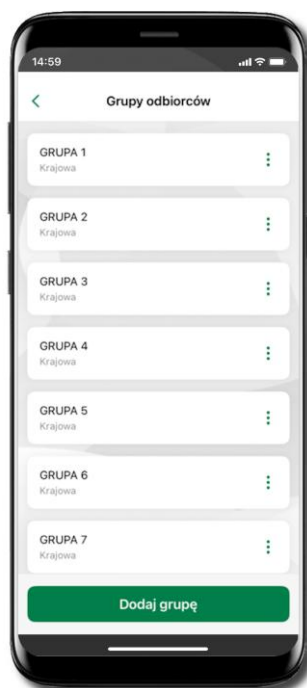 14:59
Grupy odbiorców
GRUPA 1
Krajowa
GRUPA 2
Krajowa
GRUPA 3
Krajowa
GRUPA 4
Krajowa
GRUPA 5
Krajowa
GRUPA 6
Krajowa
GRUPA 7
Krajowa
Dodaj grupę